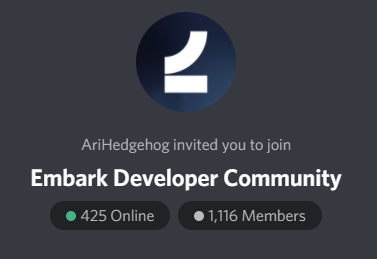 AriHedgehog invited you to join
Embark Developer Community
425 Online 1,116 Members